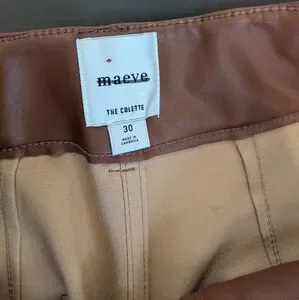 maeve
THE COLETTE
30
MADE IN
CAMBODIA